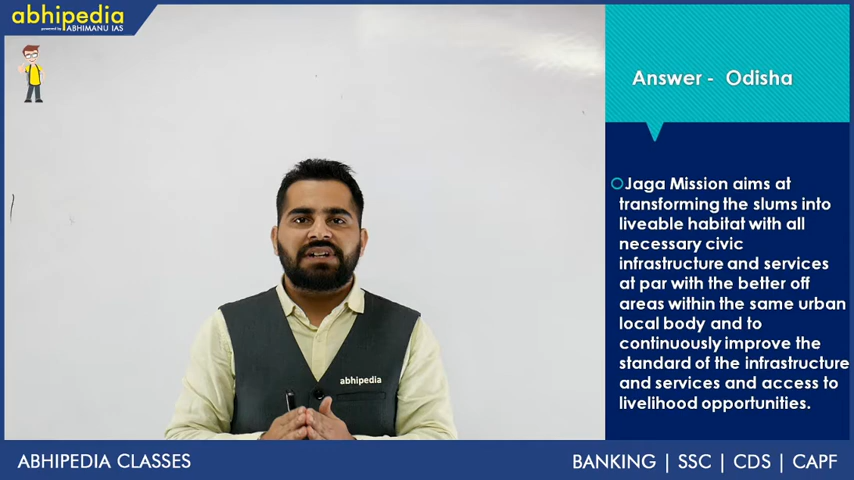 abhipedia
powered by ABHIMANU IAS
Answer - Odisha
Jaga Mission aims at
transforming the slums into
liveable habitat with all
necessary civic
infrastructure and services
at par with the better off
areas within the same urban
local body and to
continuously improve the
standard of the infrastructure
and services and access to
livelihood opportunities.
abhipedia
ABHIPEDIA CLASSES
BANKING | SSC | CDS | CAPF